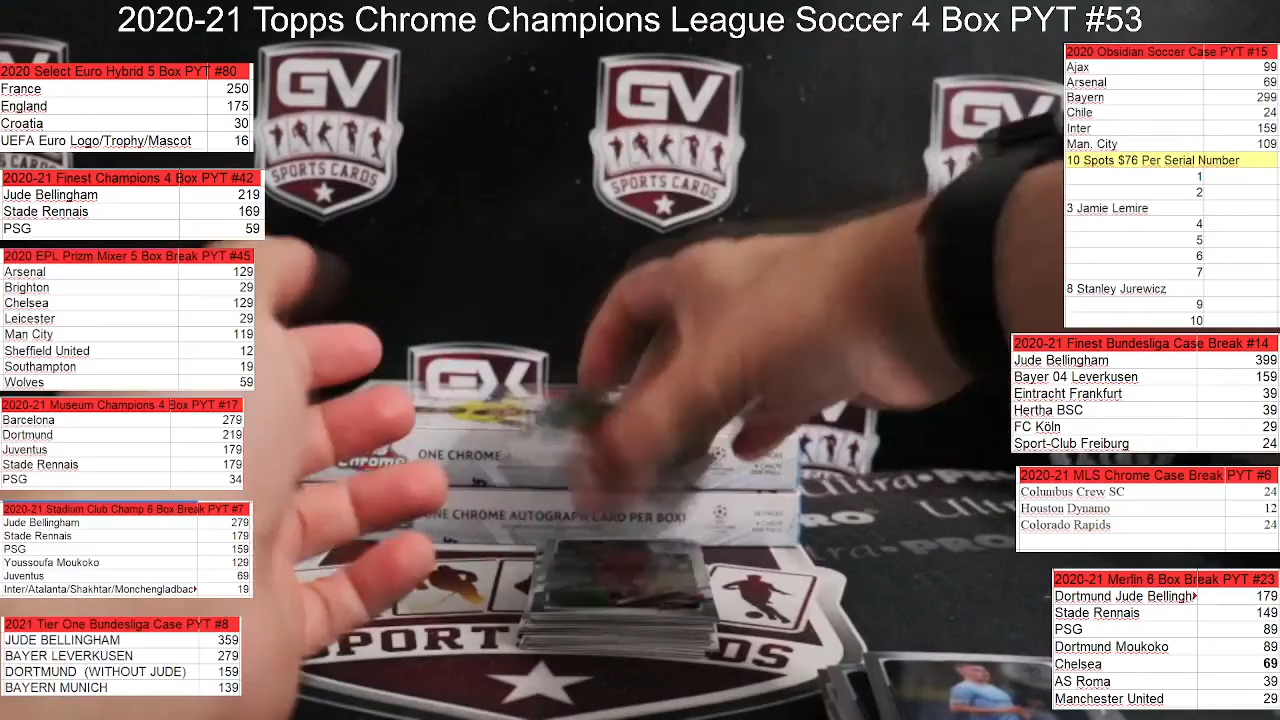 2020-21 Topps Chrome Champions League Soccer 4 Box PYT #53
2020 Select Euro Hybrid 5 Box PYT #80
France 250
England 175
Croatia 30
UEFA Euro Logo/Trophy/Mascot 16
2020-21 Finest Champions 4 Box PYT #42
Jude Bellingham 219
Stade Rennais 169
PSG 59
2020 EPL Prizm Mixer 5 Box Break PYT #45
Arsenal 129
Brighton 29
Chelsea 129
Leicester 29
Man City 119
Sheffield United 12
Southampton 19
Wolves 59
2020-21 Museum Champions 4 Box PYT #17
Barcelona 279
Dortmund 219
Juventus 179
Stade Rennais 179
PSG 34
2020-21 Stadium Club Champ 6 Box Break PYT #7
Jude Bellingham 279
Stade Rennais 179
PSG 159
Youssoufa Moukoko 129
Juventus 69
Inter/Atalanta/Shakhtar/Monchengladbac 19
2021 Tier One Bundesliga Case PYT #8
JUDE BELLINGHAM 359
BAYER LEVERKUSEN 279
DORTMUND (WITHOUT JUDE) 159
BAYERN MUNICH 139
GV
SPORTS CARDS
GV
SPORTS CARDS
GV
GV
Chrome
ONE CHROME
ONE CHROME AUTOGRAPH CARD PER BOX!
Ultra PRO
PORT
DS
2020 Obsidian Soccer Case PYT #15
Ajax 99
Arsenal 69
Bayern 299
Chile 24
Inter 159
Man. City 109
10 Spots $76 Per Serial Number
1
2
3 Jamie Lemire
4
5
6
7
8 Stanley Jurewicz
9
10
2020-21 Finest Bundesliga Case Break #14
Jude Bellingham 399
Bayer 04 Leverkusen 159
Eintracht Frankfurt 39
Hertha BSC 39
FC Köln 29
Sport-Club Freiburg 24
2020-21 MLS Chrome Case Break PYT #6
Columbus Crew SC 24
Houston Dynamo 12
Colorado Rapids 24
2020-21 Merlin 6 Box Break PYT #23
Dortmund Jude Bellingh 179
Stade Rennais 149
PSG 89
Dortmund Moukoko 89
Chelsea 69
AS Roma 39
Manchester United 29